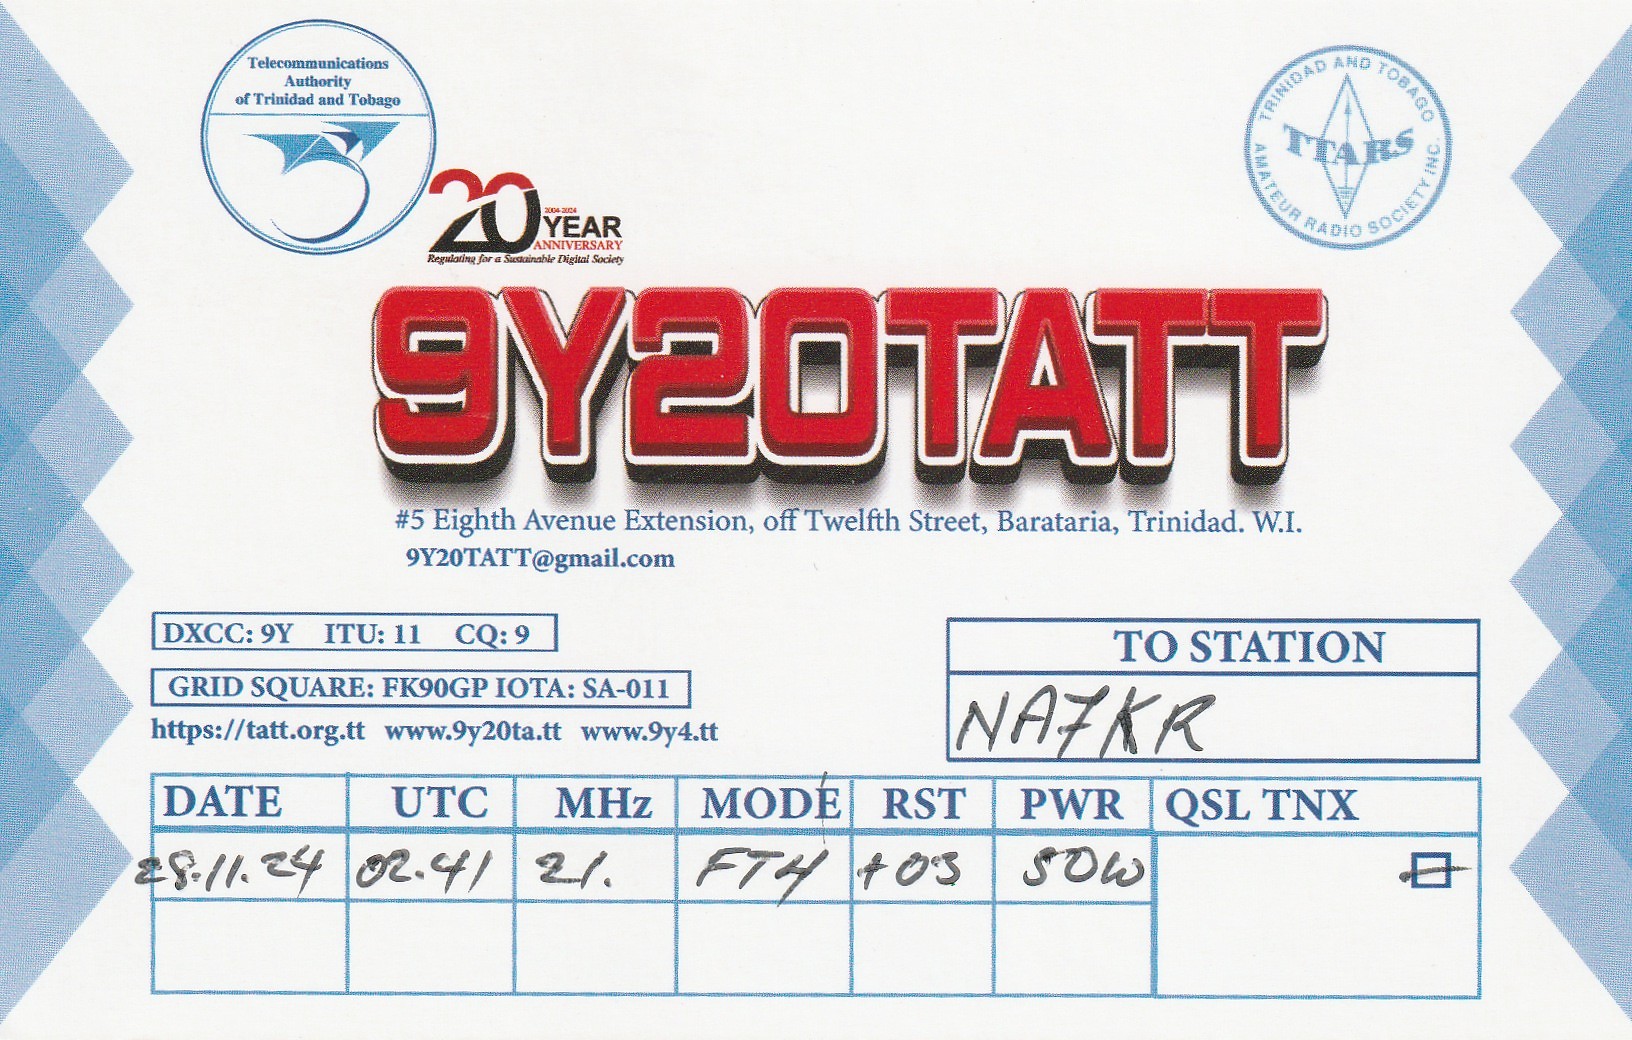 Telecommunications
Authority
of Trinidad and Tobago
TRINIDAD AND TOBAGO
TTARS
AMATEUR RADIO SOCIETY INC.
20
2004-2024
YEAR
ANNIVERSARY
Regulating for a Sustainable Digital Society
9Y20TATT
#5 Eighth Avenue Extension, off Twelfth Street, Barataria, Trinidad. W.I.
9Y20TATT@gmail.com
DXCC: 9Y ITU: 11 CQ: 9
GRID SQUARE: FK90GP IOTA: SA-011
https://tatt.org.tt www.9y20ta.tt www.9y4.tt
TO STATION
NA7KR
DATE UTC MHz MODE RST PWR QSL TNX
28.11.24 02.41 21. FT4 +03 50W